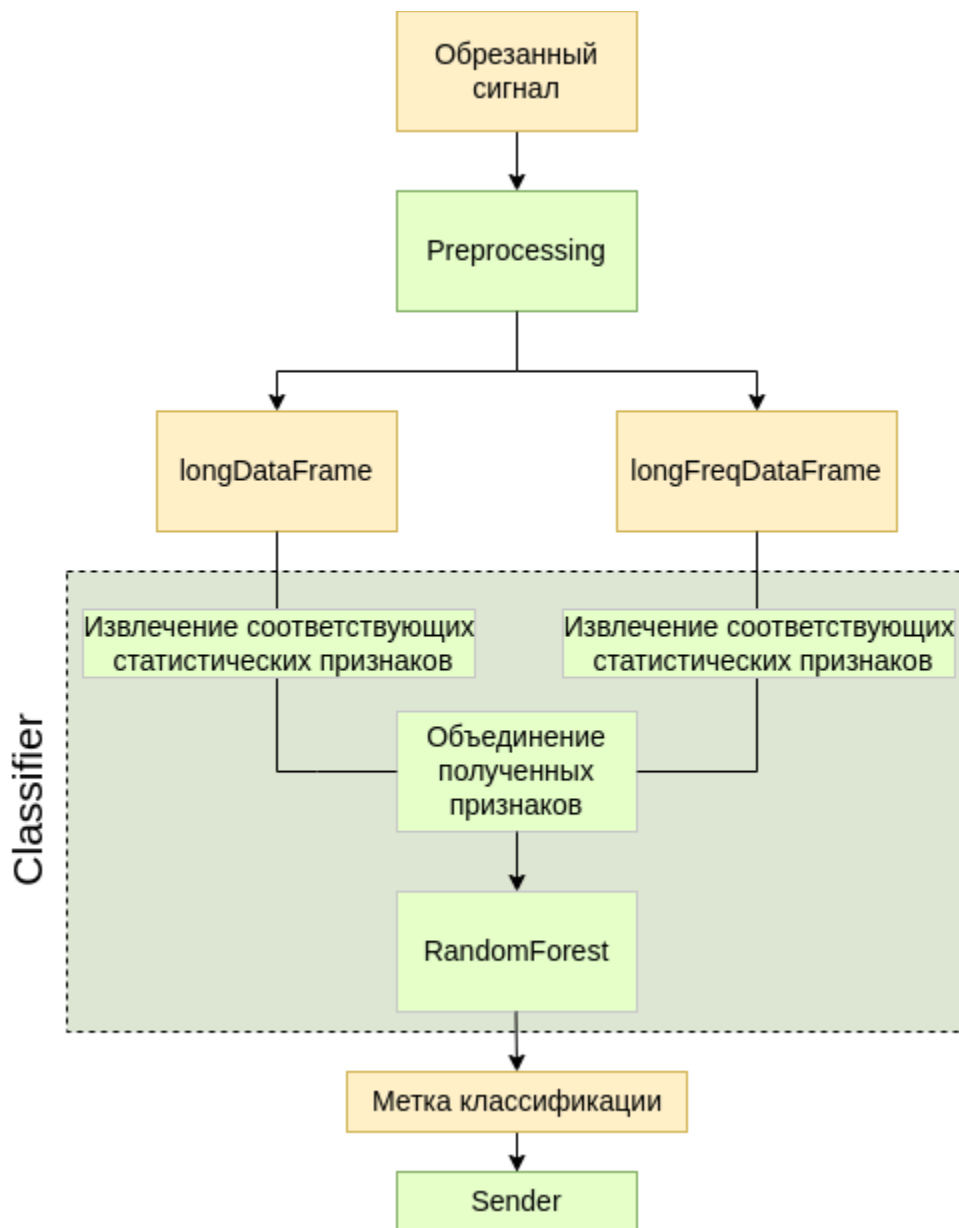 Обрезанный
сигнал
Preprocessing
longDataFrame
longFreqDataFrame
Извлечение соответствующих
статистических признаков
Извлечение соответствующих
статистических признаков
Объединение
полученных
признаков
Classifier
RandomForest
Метка классификации
Sender